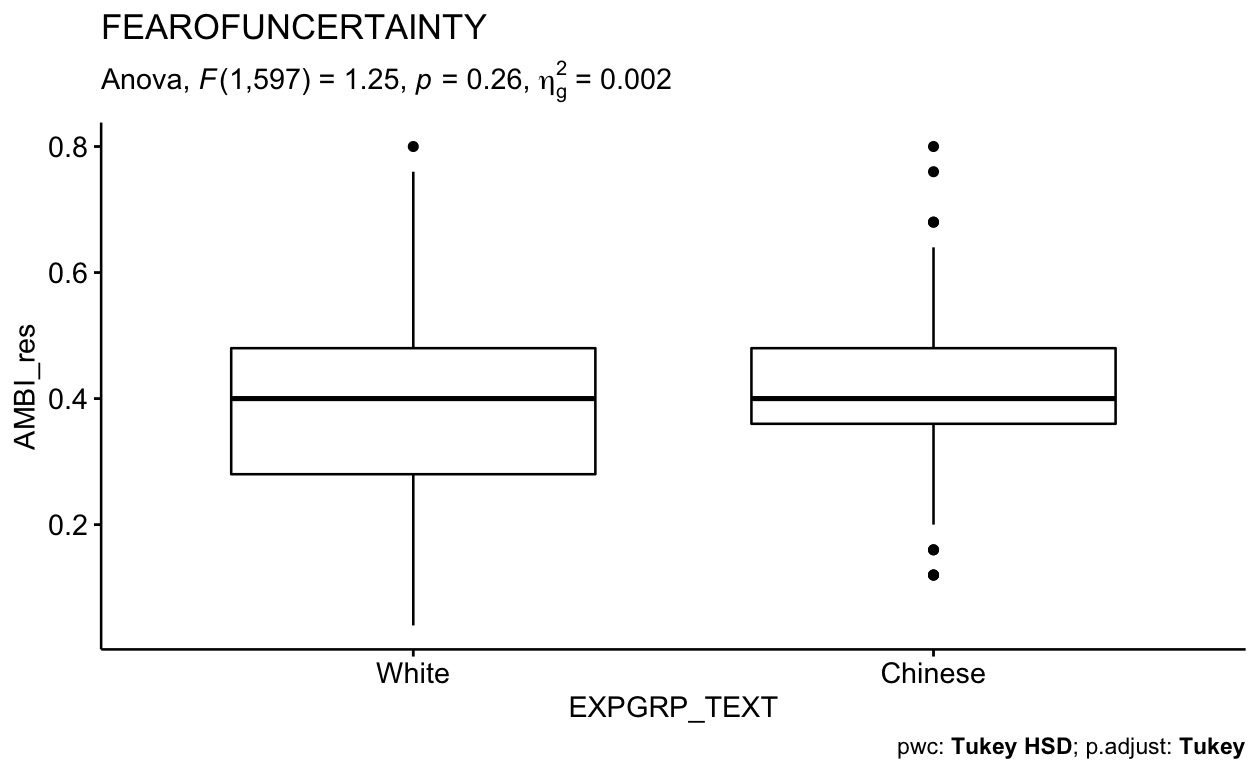 FEAROFUNCERTAINTY
Anova, F(1,597) = 1.25, p = 0.26, η²g = 0.002
0.8
0.6
0.4
0.2
AMBI_res
White Chinese
EXPGRP_TEXT
pwc: Tukey HSD; p.adjust: Tukey